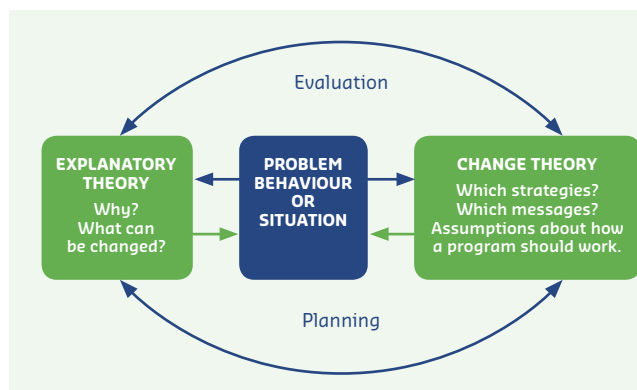 Evaluation
EXPLANATORY
THEORY
Why?
What can
be changed?
PROBLEM
BEHAVIOUR
OR
SITUATION
CHANGE THEORY
Which strategies?
Which messages?
Assumptions about how
a program should work.
Planning